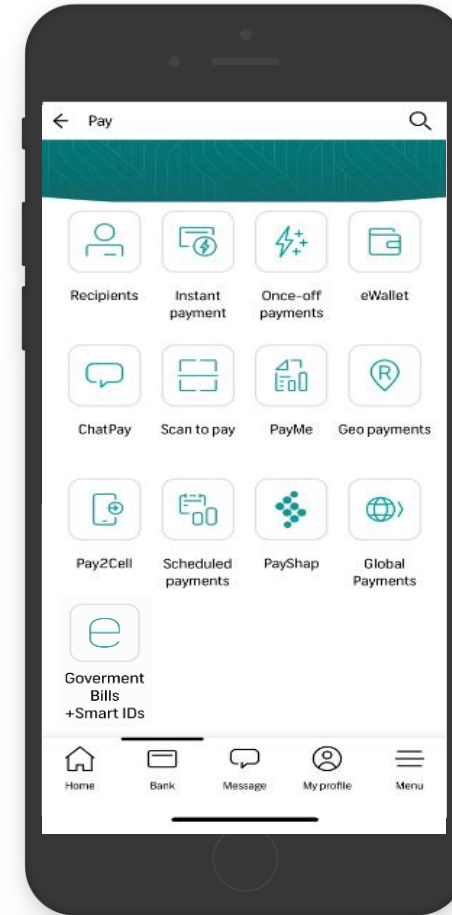 Pay
Recipients
Instant
payment
Once-off
payments
eWallet
ChatPay
Scan to pay
PayMe
Geo payments
R
Pay2Cell
Scheduled
payments
PayShap
Global
Payments
e
Goverment
Bills
+Smart IDs
Home
Bank
Message
My profile
Menu